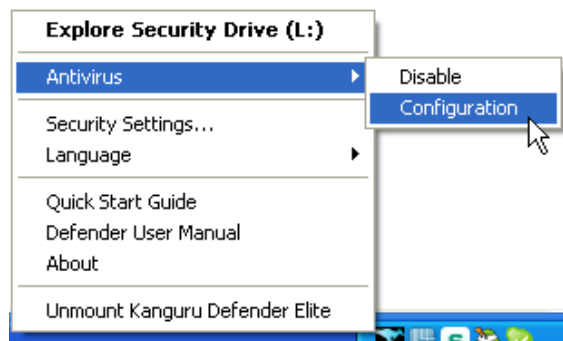 Explore Security Drive (L:)
Antivirus
Disable
Configuration
Security Settings...
Language
Quick Start Guide
Defender User Manual
About
Unmount Kanguru Defender Elite